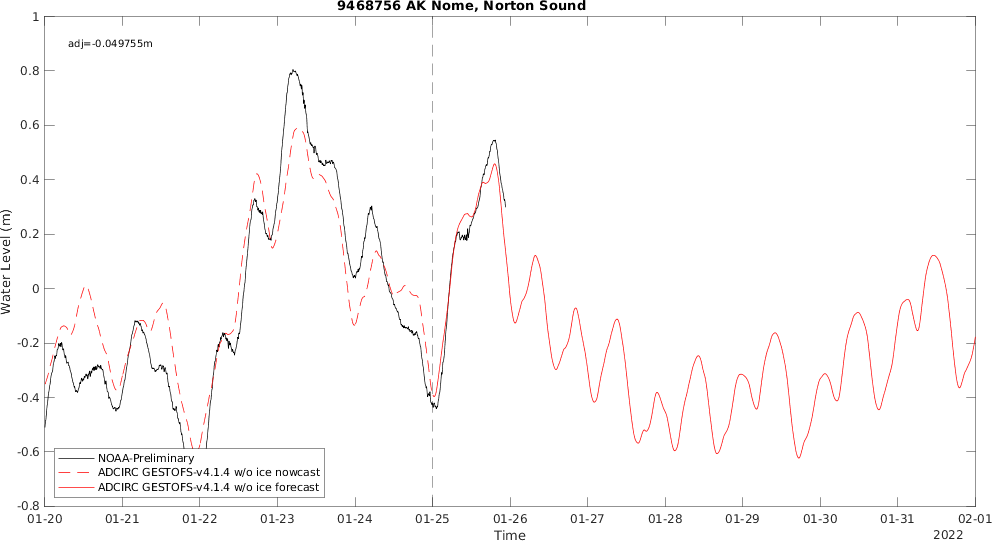 9468756 AK Nome, Norton Sound
adj=-0.049755m
Water Level (m)
1
0.8
0.6
0.4
0.2
0
-0.2
-0.4
-0.6
-0.8
NOAA-Preliminary
ADCIRC GESTOFS-v4.1.4 w/o ice nowcast
ADCIRC GESTOFS-v4.1.4 w/o ice forecast
01-20 01-21 01-22 01-23 01-24 01-25 01-26 01-27 01-28 01-29 01-30 01-31 02-01
Time
2022